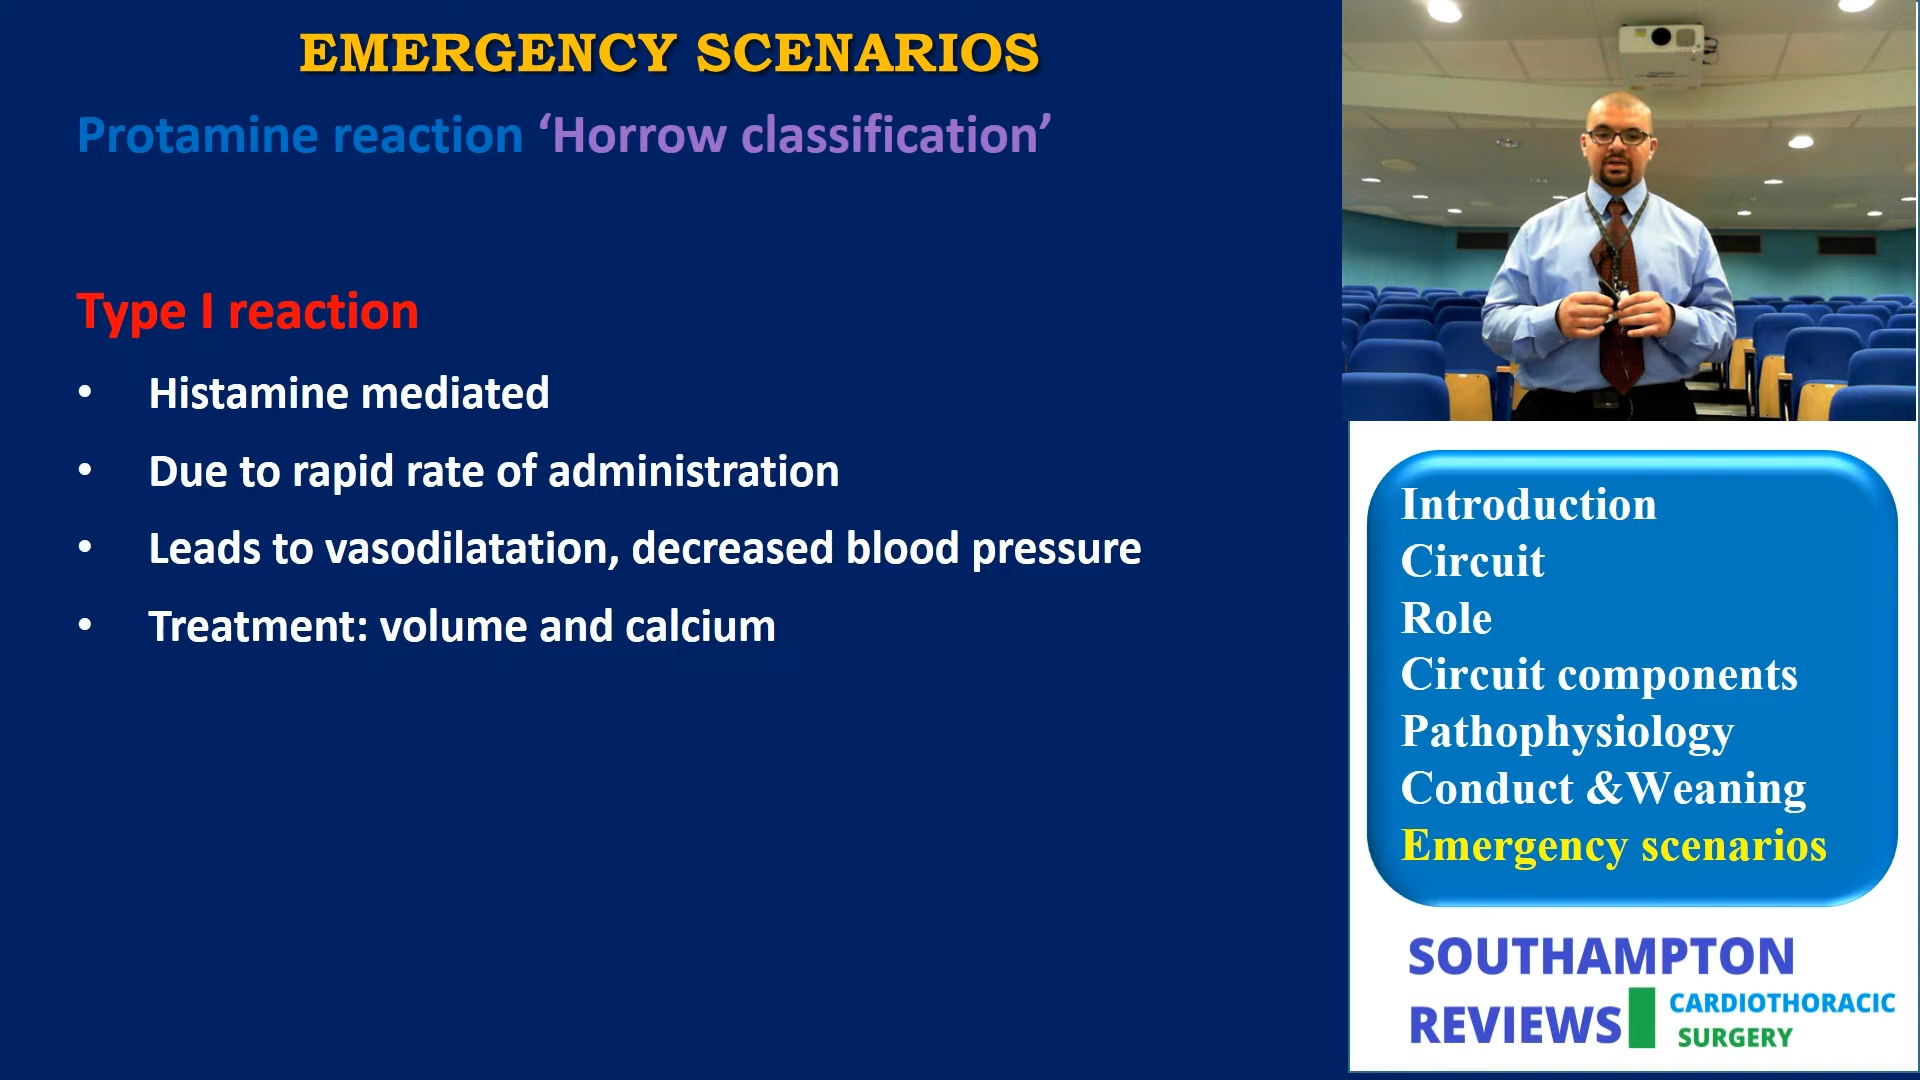 EMERGENCY SCENARIOS
Protamine reaction ‘Horrow classification’
Type I reaction
• Histamine mediated
• Due to rapid rate of administration
• Leads to vasodilatation, decreased blood pressure
• Treatment: volume and calcium
Introduction
Circuit
Role
Circuit components
Pathophysiology
Conduct &Weaning
Emergency scenarios
SOUTHAMPTON
REVIEWS CARDIOTHORACIC
SURGERY